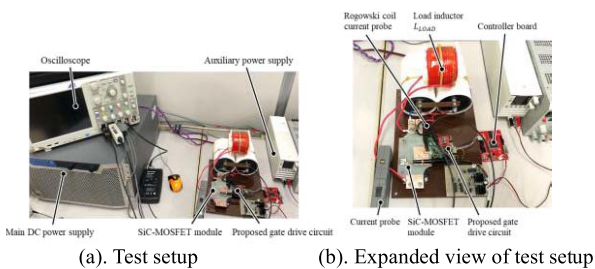 Oscilloscope
Auxiliary power supply
Main DC power supply
SiC-MOSFET module
Proposed gate drive circuit
(a). Test setup
Rogowski coil
current probe
Load inductor
L_LOAD
Controller board
Current probe
SiC-MOSFET
module
Proposed gate
drive circuit
(b). Expanded view of test setup